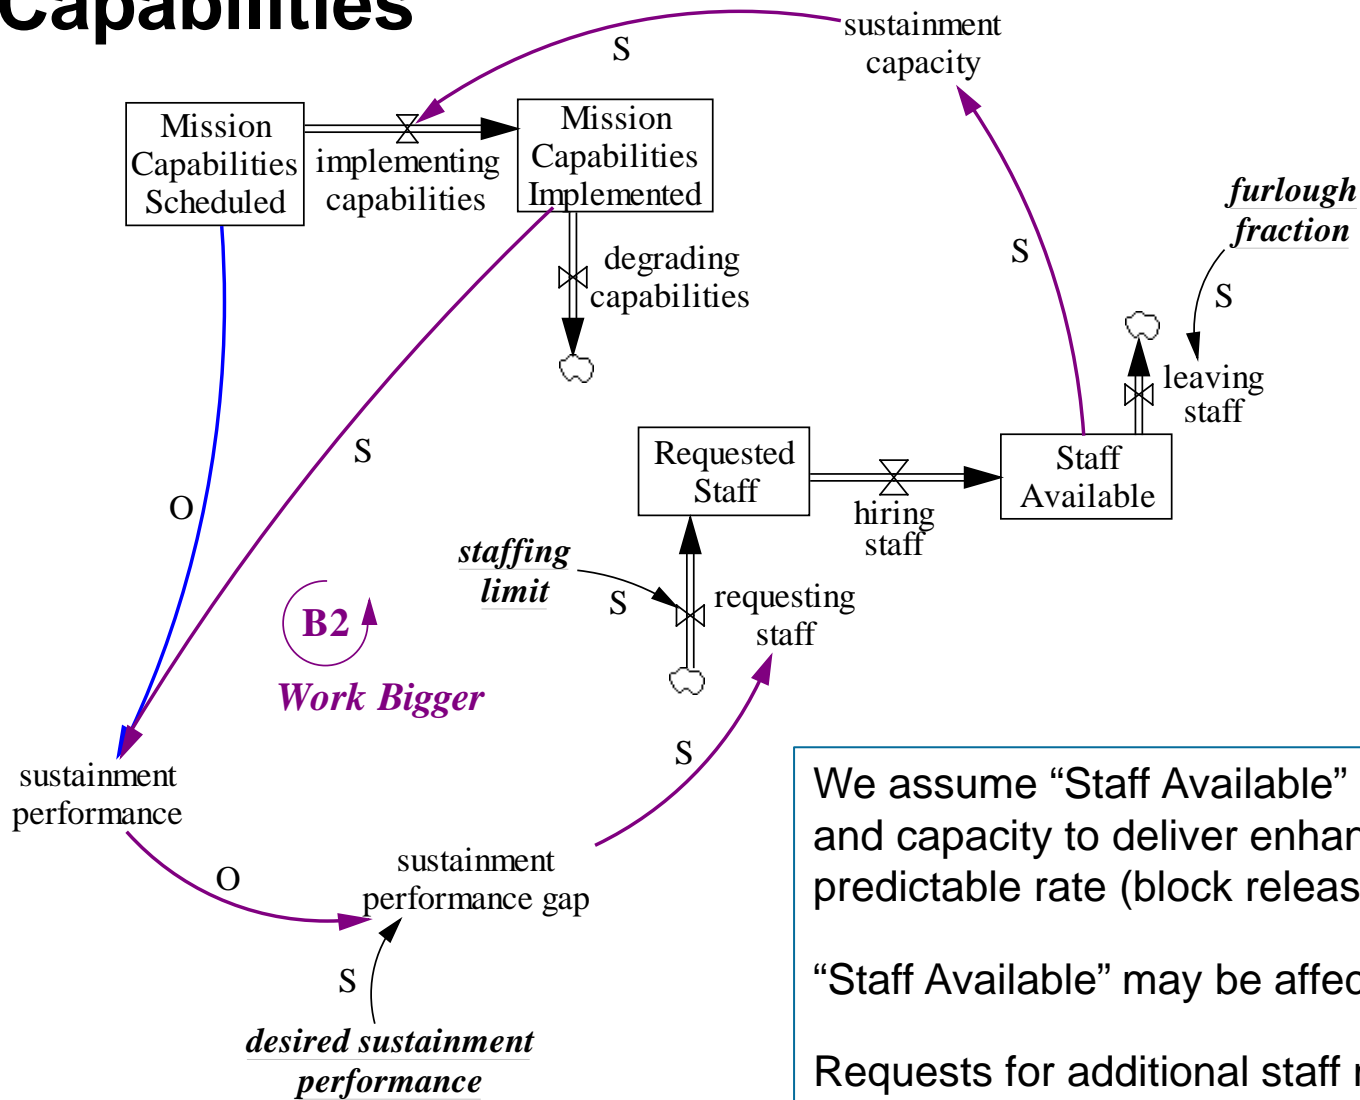 Capabilities
sustainment
capacity
S
Mission
Capabilities
Scheduled
implementing
capabilities
Mission
Capabilities
Implemented
degrading
capabilities
furlough
fraction
S
S
leaving
staff
S
O
Requested
Staff
hiring
staff
Staff
Available
staffing
limit
S
requesting
staff
B2
Work Bigger
S
sustainment
performance
O
sustainment
performance gap
S
desired sustainment
performance
We assume “Staff Available”
and capacity to deliver enhan
predictable rate (block releas
“Staff Available” may be affec
Requests for additional staff